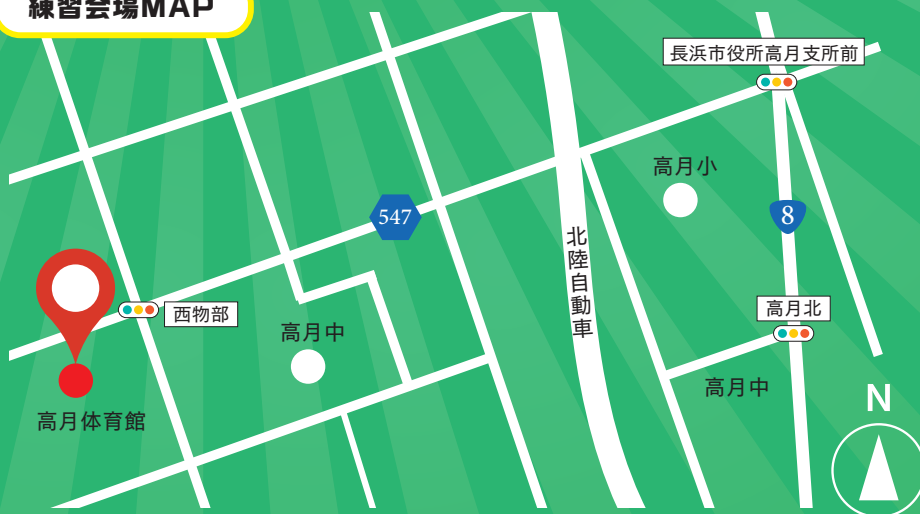 練習会場MAP
長浜市役所高月支所前
高月小
547
8
北陸自動車
西物部
高月中
高月北
高月中
高月体育館
N